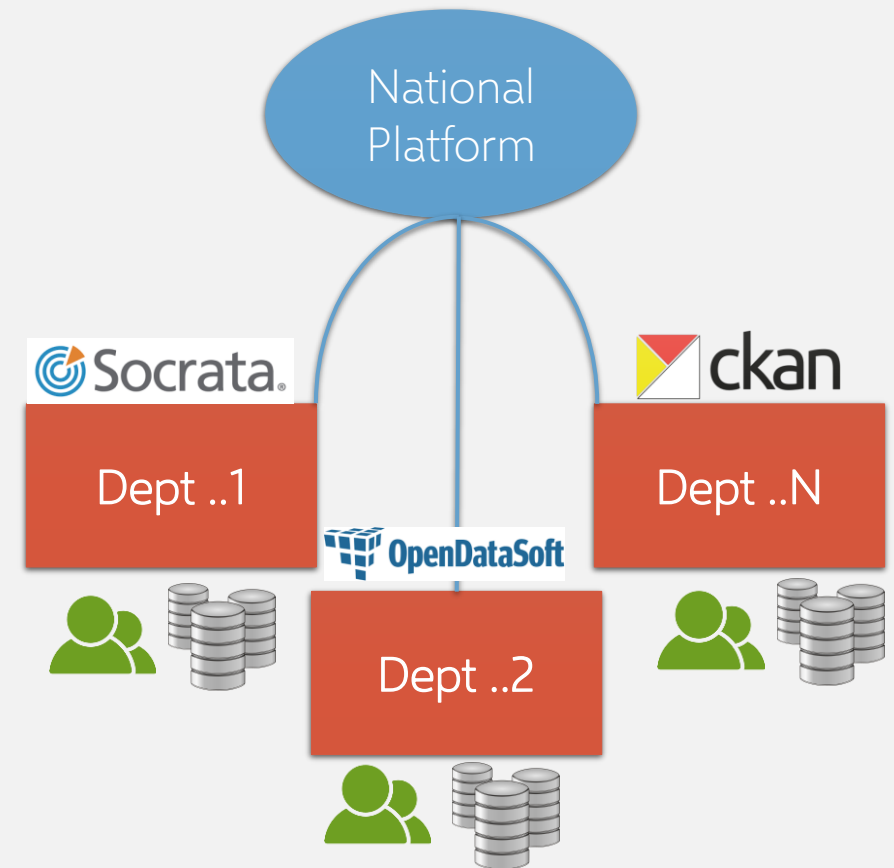 National
Platform
Socrata®
ckan
Dept ..1
Dept ..N
OpenDataSoft
Dept ..2